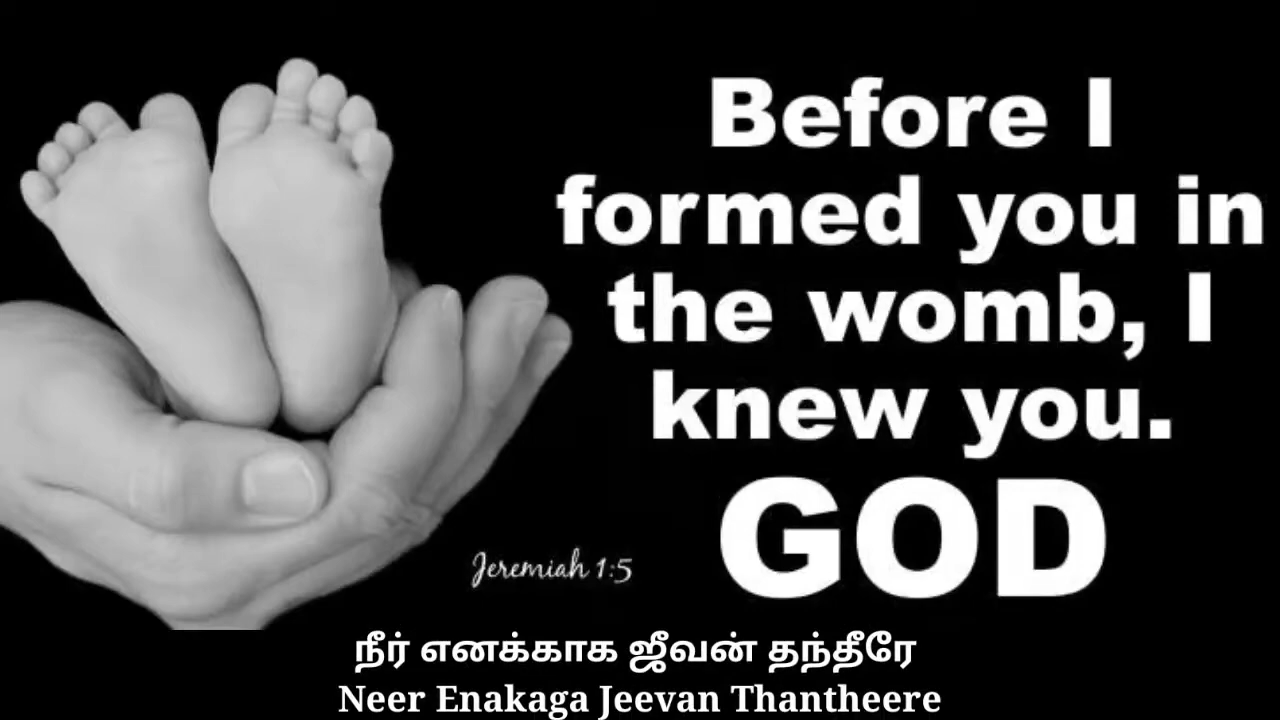 Before I
formed you in
the womb, I
knew you.
GOD
Jeremiah 1:5
நீர் எனக்காக ஜீவன் தந்தீரே
Neer Enakaga Jeevan Thantheere